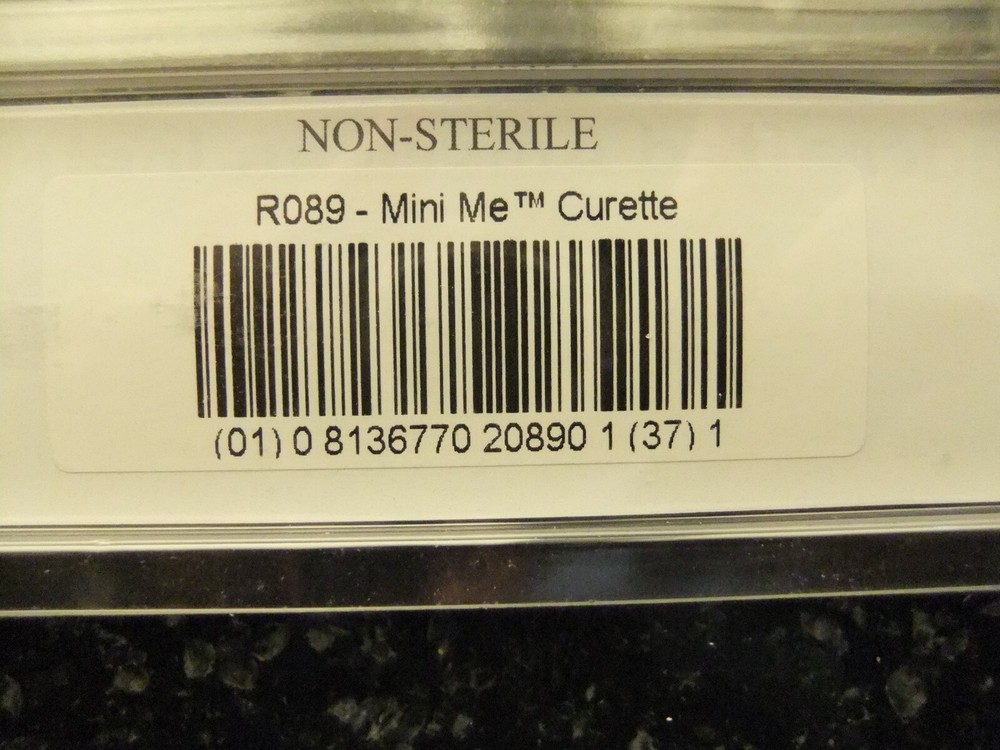 NON-STERILE
R089 - Mini Me™ Curette
(01) 0 8136770 20890 1 (37) 1